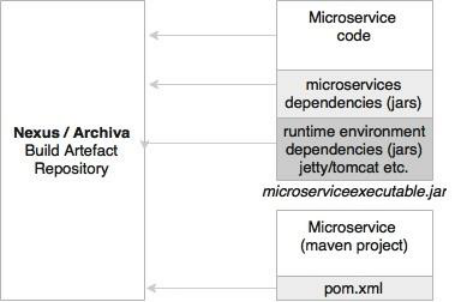 Nexus / Archiva
Build Artefact
Repository
Microservice
code
microservices
dependencies (jars)
runtime environment
dependencies (jars)
jetty/tomcat etc.
microserviceexecutable.jar
Microservice
(maven project)
pom.xml